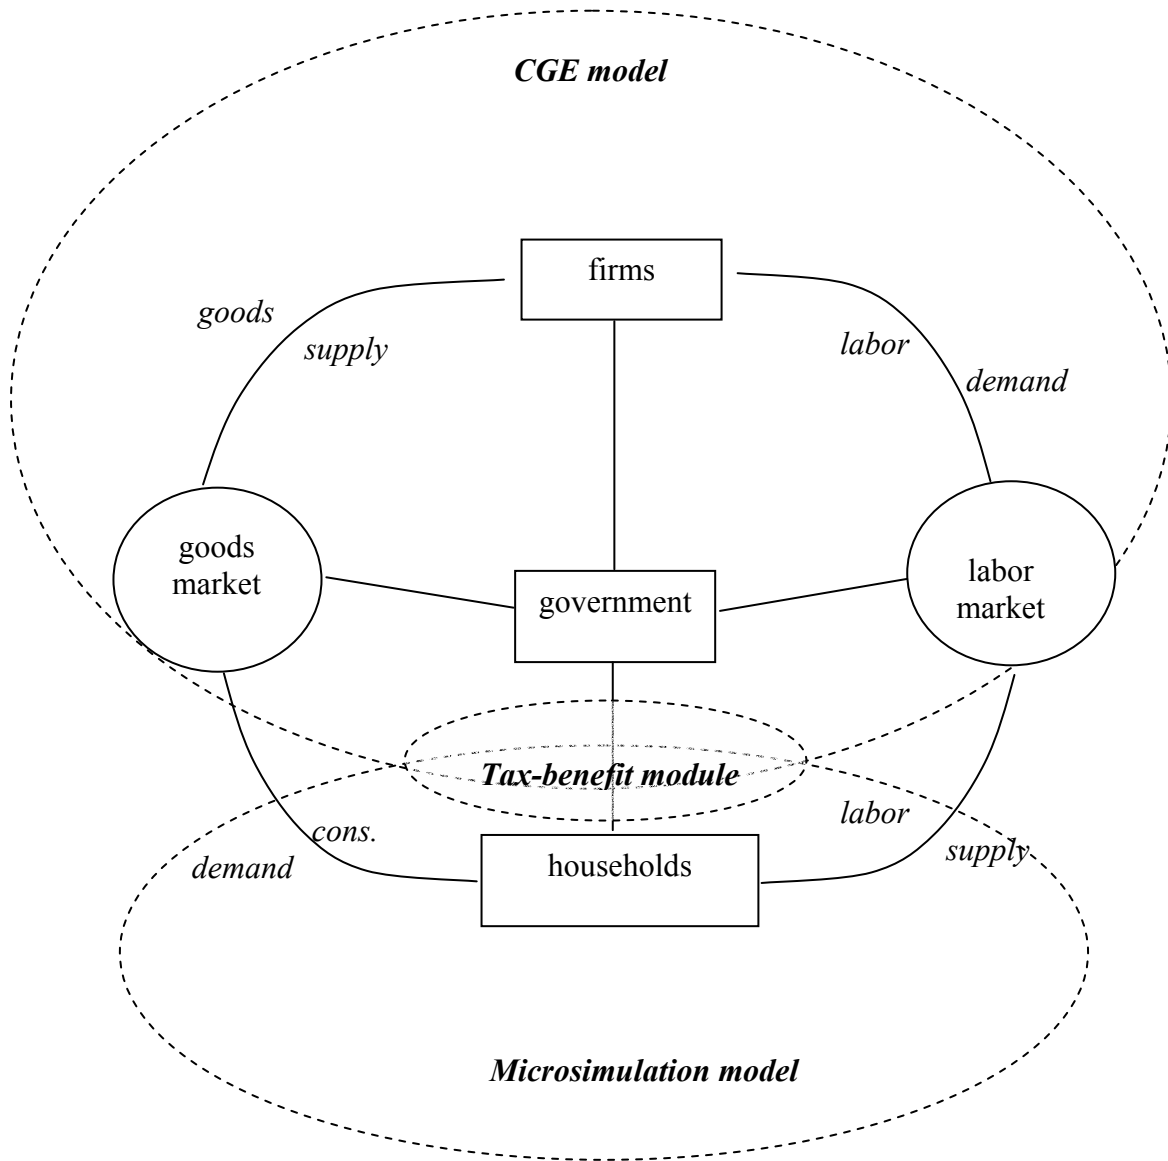 CGE model
firms
goods
supply
labor
demand
goods
market
labor
market
government
Tax-benefit module
cons.
demand
labor
supply
households
Microsimulation model